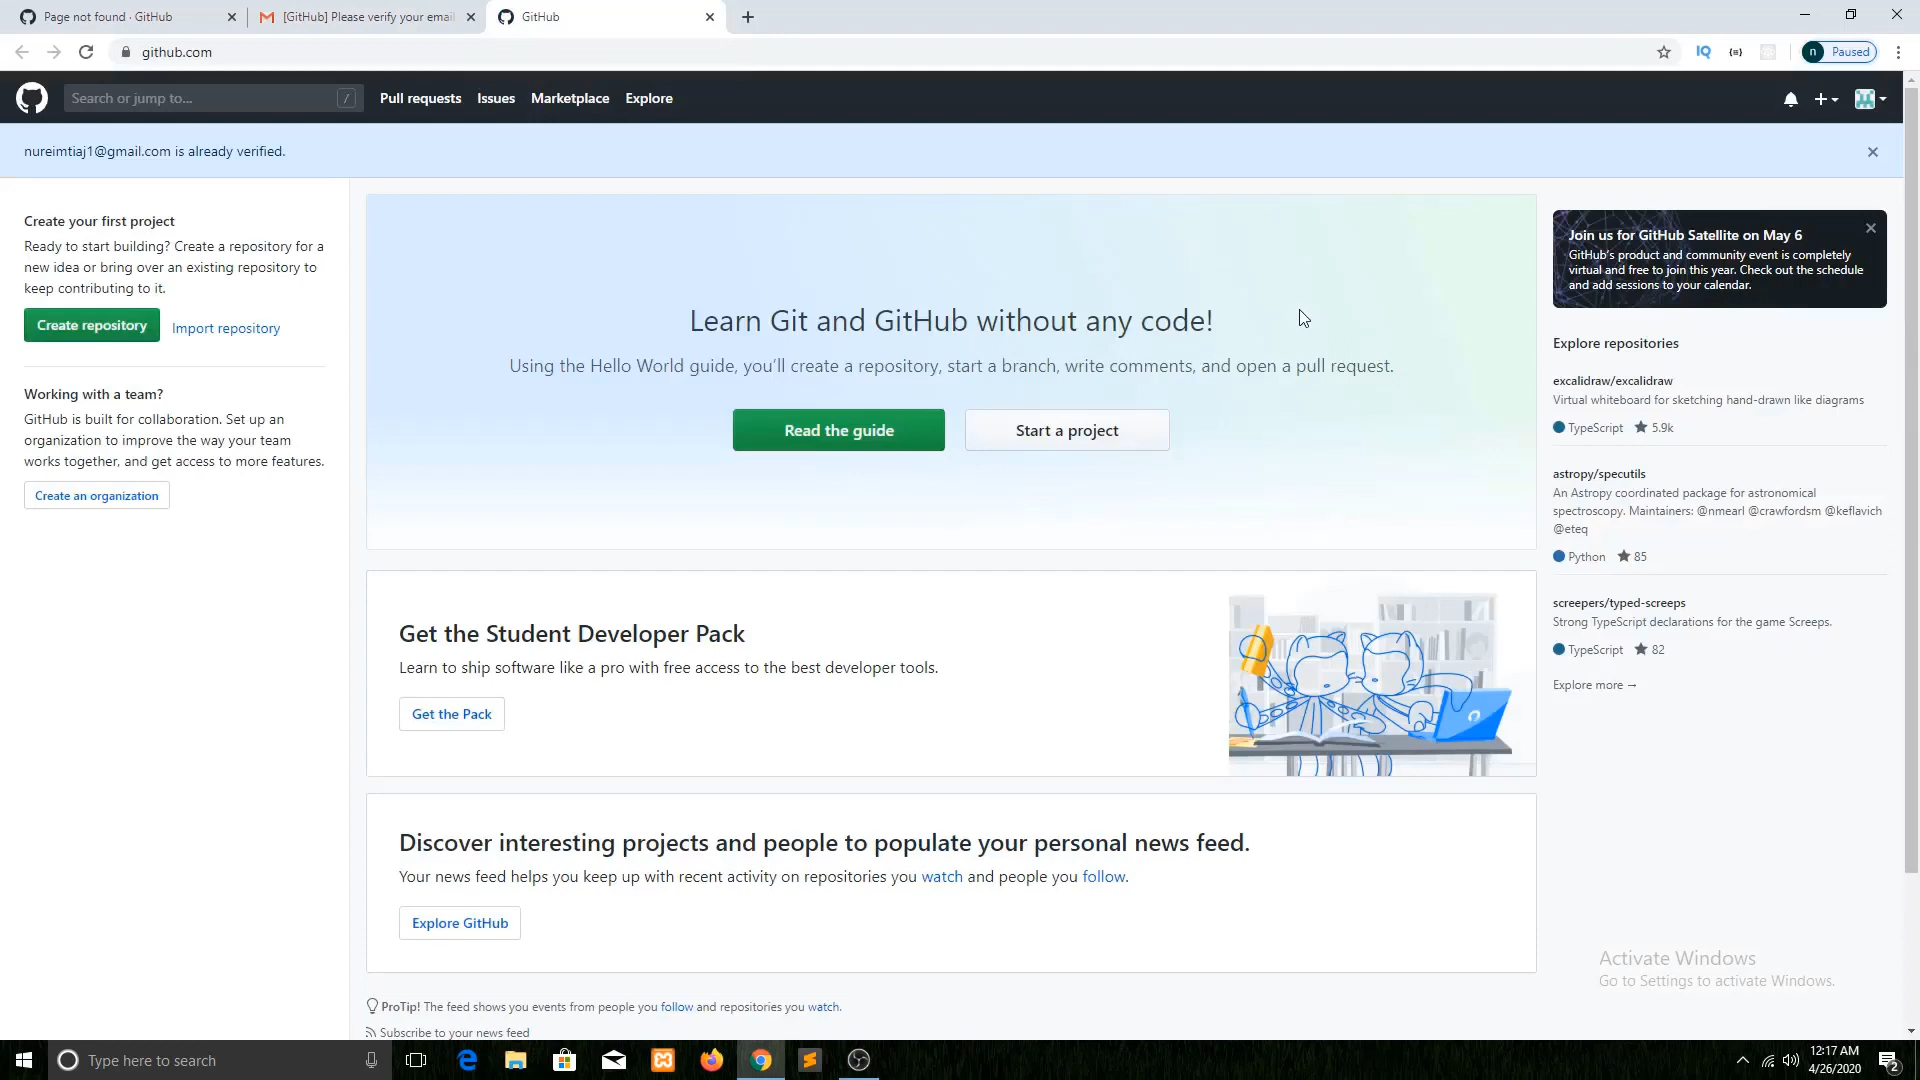 Page not found · GitHub
[GitHub] Please verify your email
GitHub
github.com
IQ
n Paused
Search or jump to... /
Pull requests Issues Marketplace Explore
nureimtiaj1@gmail.com is already verified.
Create your first project
Ready to start building? Create a repository for a
new idea or bring over an existing repository to
keep contributing to it.
Create repository
Import repository
Working with a team?
GitHub is built for collaboration. Set up an
organization to improve the way your team
works together, and get access to more features.
Create an organization
Learn Git and GitHub without any code!
Using the Hello World guide, you’ll create a repository, start a branch, write comments, and open a pull request.
Read the guide
Start a project
Get the Student Developer Pack
Learn to ship software like a pro with free access to the best developer tools.
Get the Pack
Discover interesting projects and people to populate your personal news feed.
Your news feed helps you keep up with recent activity on repositories you watch and people you follow.
Explore GitHub
ProTip! The feed shows you events from people you follow and repositories you watch.
Subscribe to your news feed
Join us for GitHub Satellite on May 6
GitHub's product and community event is completely
virtual and free to join this year. Check out the schedule
and add sessions to your calendar.
Explore repositories
excalidraw/excalidraw
Virtual whiteboard for sketching hand-drawn like diagrams
TypeScript 5.9k
astropy/specutils
An Astropy coordinated package for astronomical
spectroscopy. Maintainers: @nmearl @crawfordsm @keflavich
@eteq
Python 85
screepers/typed-screeps
Strong TypeScript declarations for the game Screeps.
TypeScript 82
Explore more →
Activate Windows
Go to Settings to activate Windows.
Type here to search
12:17 AM
4/26/2020
2